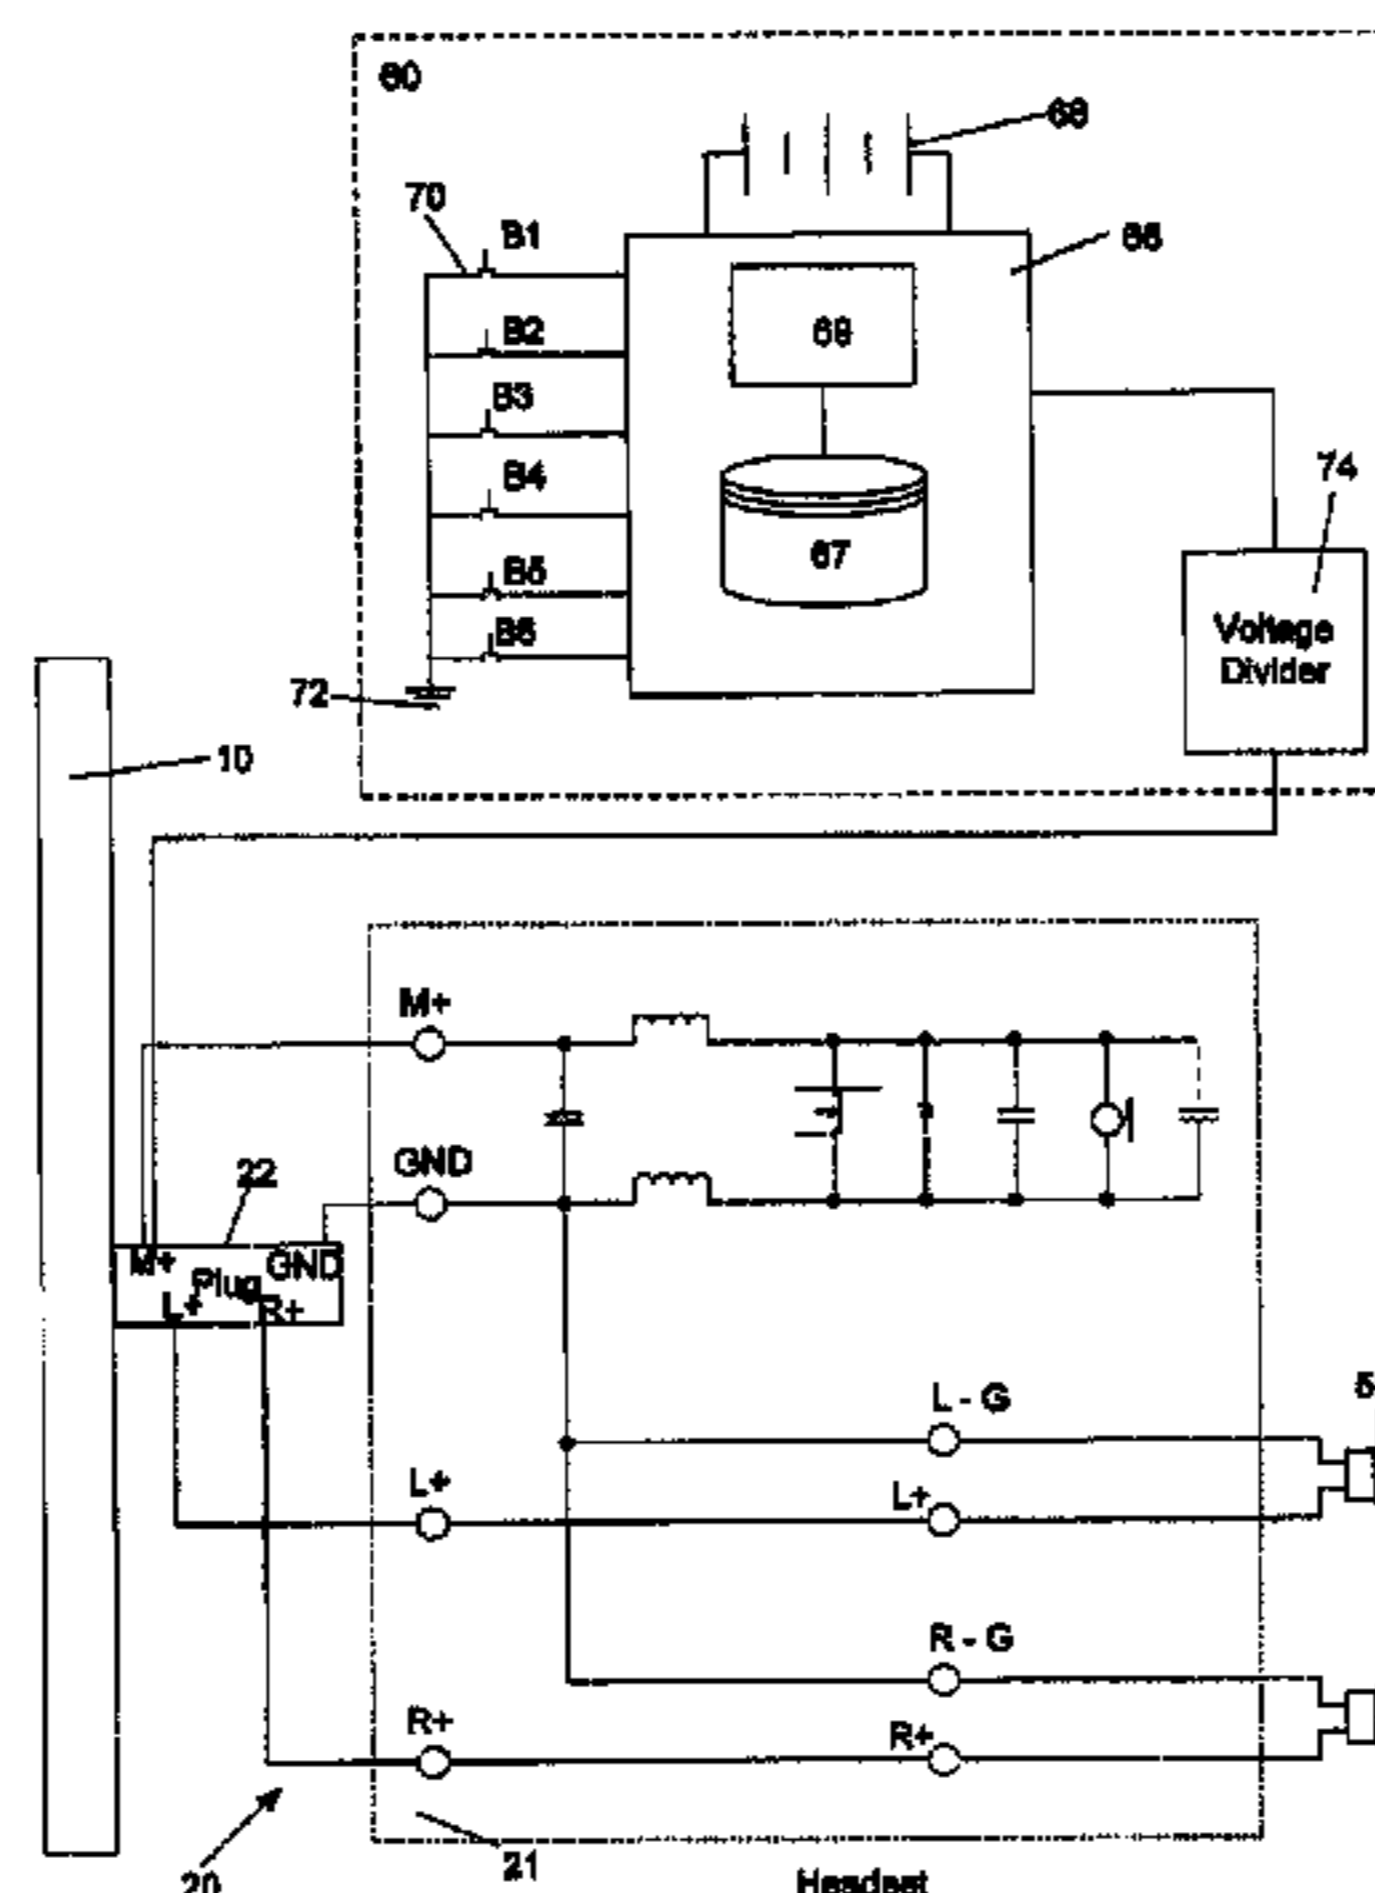 60
68
70
B1
66
B2
69
B3
74
B4
67
B5
Voltage
Divider
B6
72
10
M+
GND
22
M+
GND
Plug
L+
R+
L - G
5
L+
L+
R - G
R+
R+
21
20
Headset